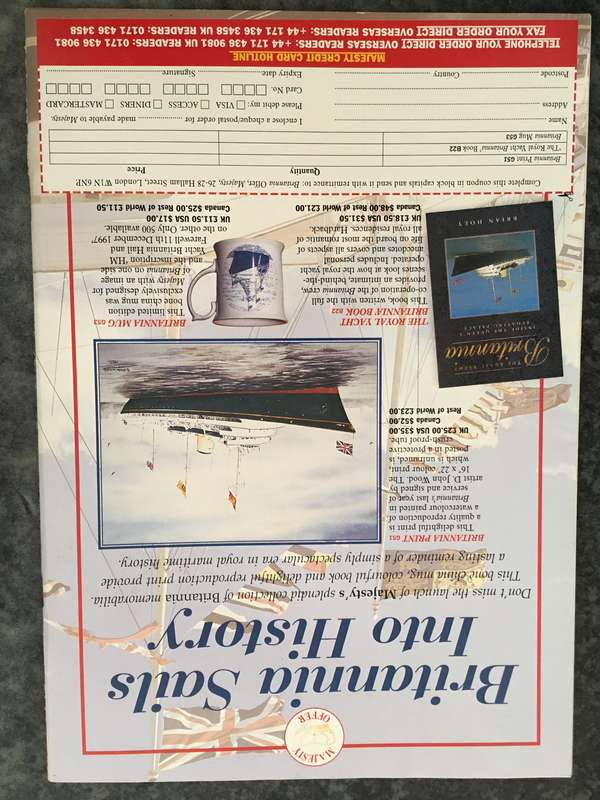 MAJESTY
OFFER
Britannia Sails
Into History
Don't miss the launch of Majesty's splendid collection of Britannia memorabilia.
This bone china mug, colourful book and delightful reproduction print provide
a lasting reminder of a simply spectacular era in royal maritime history.
BRITANNIA PRINT G51
This delightful print is
a quality reproduction of
a watercolour painted in
Britannia's last year of
service and signed by
artist D. John Wood. The
16" x 22" colour print,
which is unframed, is
posted in a protective
crush-proof tube.
UK £25.00 USA $35.00
Canada $52.00
Rest of World £23.00
THE ROYAL YACHT
Britannia
INSIDE THE QUEEN'S
FLOATING PALACE
BRIAN HOEY
THE ROYAL YACHT
BRITANNIA BOOK B22
This book, written with the full
co-operation of the Britannia crew,
provides an intimate, behind-the-
scenes look at how the royal yacht
operated. Includes personal
anecdotes and covers all aspects of
life on board the most romantic of
all royal residences. Hardback.
UK £18.50 USA $31.50
Canada $48.00 Rest of World £21.00
BRITANNIA MUG G53
This limited edition
bone china mug was
exclusively designed for
Majesty with an image
of Britannia on one side
and the inscription 'HM
Yacht Britannia Hail and
Farewell 11th December 1997'
on the other. Only 500 available.
UK £11.50 USA $17.00
Canada $25.00 Rest of World £11.50
Complete this coupon in block capitals and send it with remittance to: Britannia Offer, Majesty, 26-28 Hallam Street, London W1N 6NP
Quantity Price
Britannia Print G51
The Royal Yacht Britannia Book B22
Britannia Mug G53
Name
Address
Postcode Country
I enclose a cheque/postal order for made payable to Majesty
Please debit my: VISA ACCESS DINERS MASTERCARD
Card No.
Expiry date Signature
MAJESTY CREDIT CARD HOTLINE
TELEPHONE YOUR ORDER DIRECT OVERSEAS READERS: + 44 171 436 9081 UK READERS: 0171 436 9081
FAX YOUR ORDER DIRECT OVERSEAS READERS: + 44 171 436 3458 UK READERS: 0171 436 3458